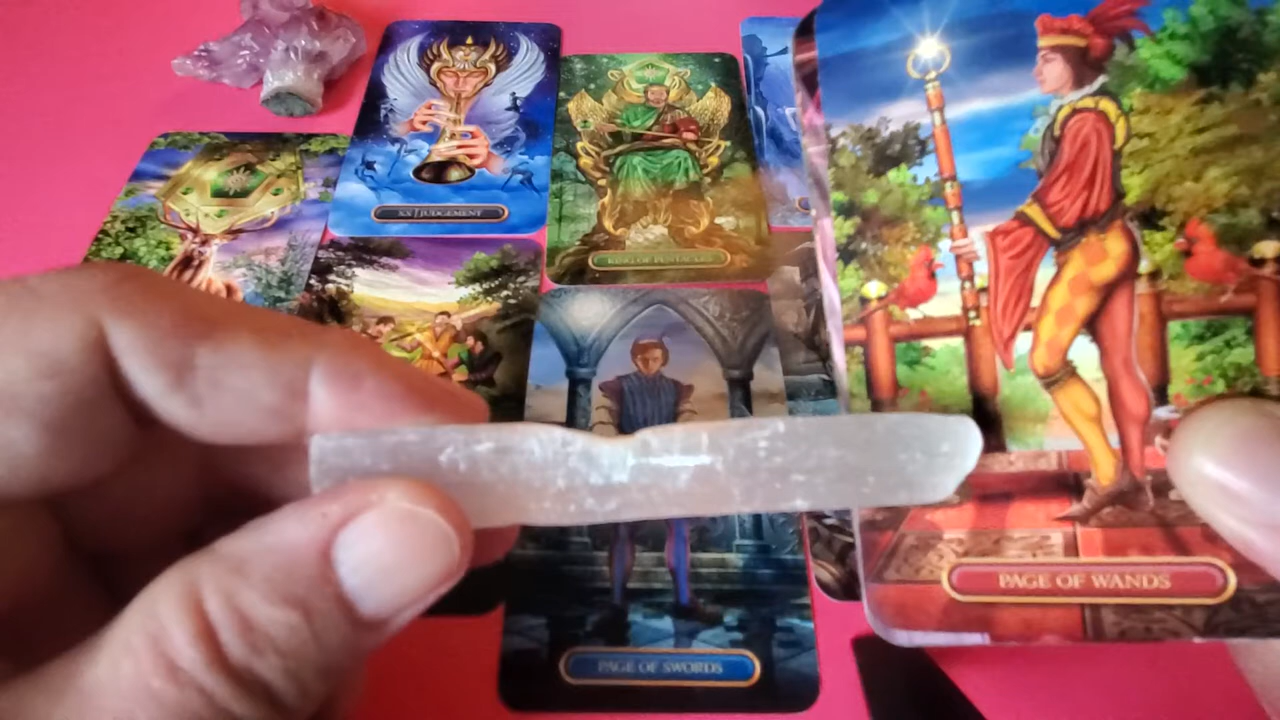 XX | JUDGEMENT
KING OF PENTACLES
PAGE OF WANDS
PAGE OF SWORDS